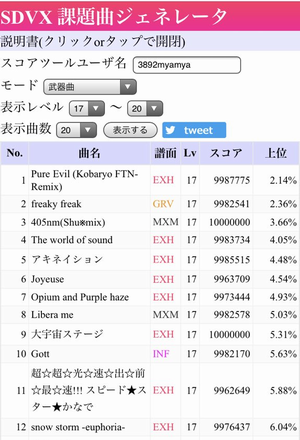 SDVX 課題曲ジェネレータ
説明書(クリックorタップで開閉)
スコアツールユーザ名 3892myamya
モード 武器曲
表示レベル 17 ～ 20
表示曲数 20 表示する tweet
No. 曲名 譜面 Lv スコア 上位
1 Pure Evil (Kobaryo FTN-Remix) EXH 17 9987775 2.14%
2 freaky freak GRV 17 9982541 2.36%
3 405nm(Shu※mix) MXM 17 10000000 3.66%
4 The world of sound EXH 17 9983734 4.05%
5 アキネイション EXH 17 9985515 4.48%
6 Joyeuse EXH 17 9963709 4.54%
7 Opium and Purple haze EXH 17 9973444 4.93%
8 Libera me MXM 17 9982578 5.03%
9 大宇宙ステージ EXH 17 10000000 5.31%
10 Gott INF 17 9982170 5.63%
11 超☆超☆光☆速☆出☆前☆最☆速!!! スピード★スター★かなで EXH 17 9962649 5.88%
12 snow storm -euphoria- EXH 17 9976437 6.04%